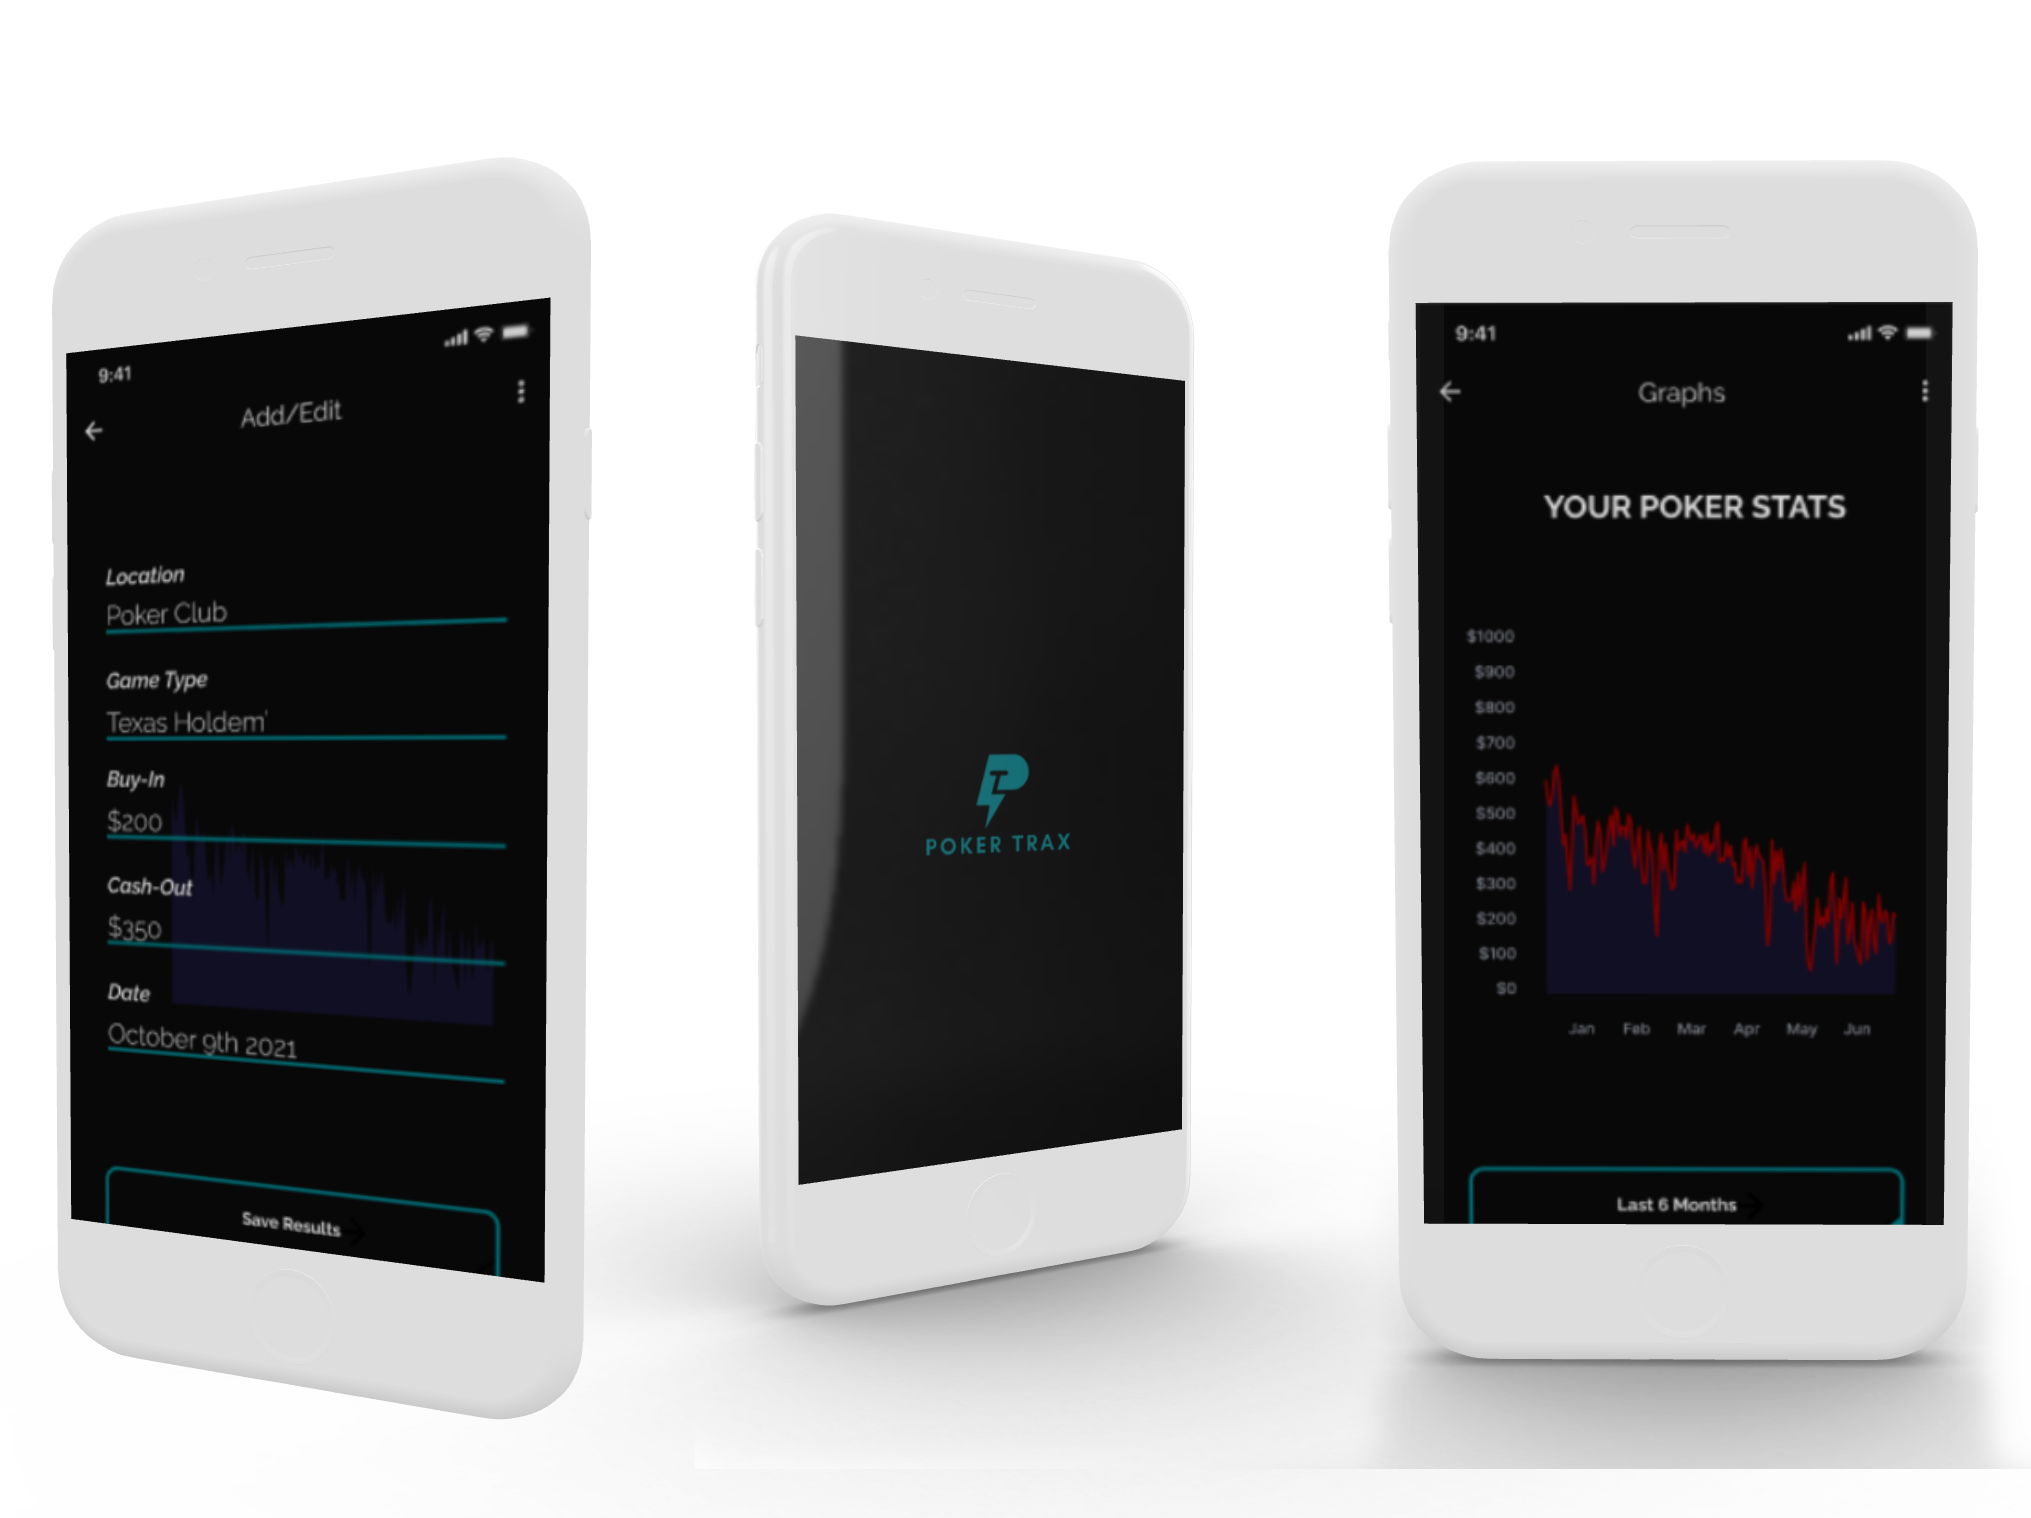 9:41
Add/Edit
Location
Poker Club
Game Type
Texas Holdem'
Buy-In
$200
Cash-Out
$350
Date
October 9th 2021
Save Results
PT
POKER TRAX
9:41
Graphs
YOUR POKER STATS
$1000
$900
$800
$700
$600
$500
$400
$300
$200
$100
$0
Jan Feb Mar Apr May Jun
Last 6 Months